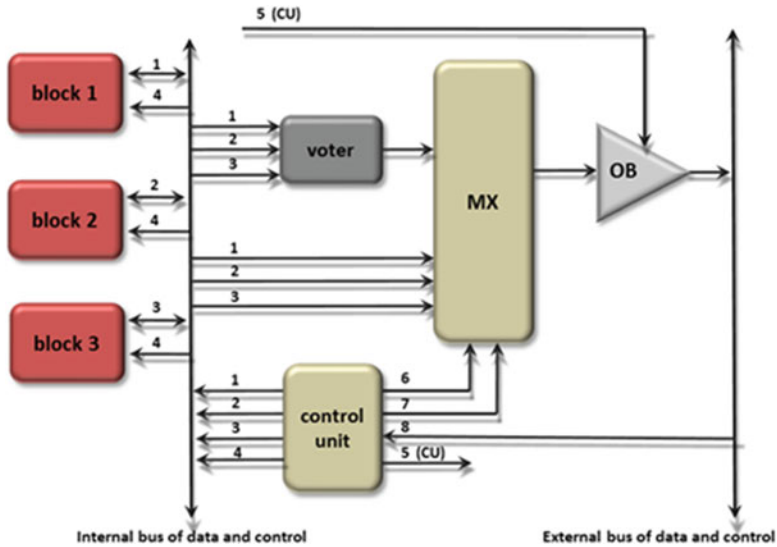 5 (CU)
block 1
1
4
1
2
3
voter
MX
OB
block 2
2
4
1
2
3
block 3
3
4
1
2
3
4
control
unit
6
7
8
5 (CU)
Internal bus of data and control
External bus of data and control